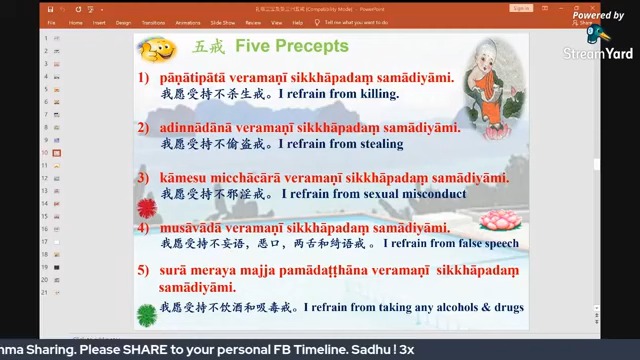 Powered by
StreamYard
File Home Insert Design Transitions Animations Slide Show Review View Tell me what you want to do
五戒 Five Precepts
1) pāṇātipātā veramaṇī sikkhāpadaṃ samādiyāmi.
我愿受持不杀生戒。I refrain from killing.
2) adinnādānā veramaṇī sikkhāpadaṃ samādiyāmi.
我愿受持不偷盗戒。I refrain from stealing
3) kāmesu micchācārā veramaṇī sikkhāpadaṃ samādiyāmi.
我愿受持不邪淫戒。 I refrain from sexual misconduct
4) musāvādā veramaṇī sikkhāpadaṃ samādiyāmi.
我愿受持不妄语，恶口，两舌和绮语戒 。 I refrain from false speech
5) surā meraya majja pamādaṭṭhāna veramaṇī sikkhāpadaṃ
samādiyāmi.
我愿受持不饮酒和吸毒戒。I refrain from taking any alcohols & drugs
mma Sharing. Please SHARE to your personal FB Timeline. Sadhu ! 3x